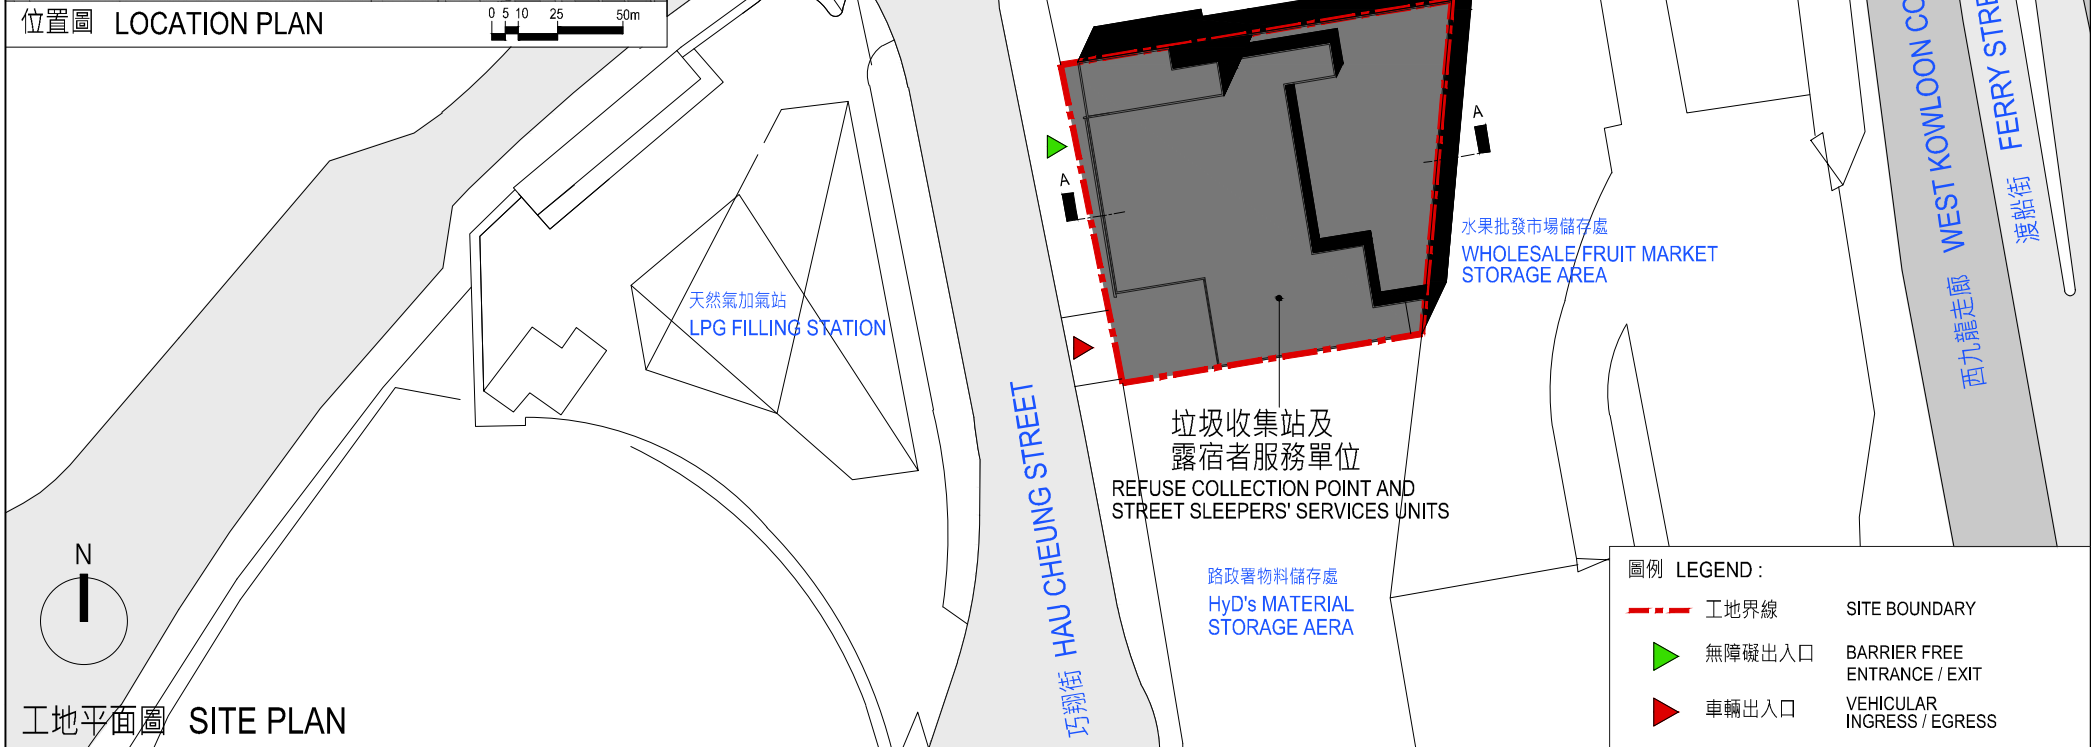 位置圖 LOCATION PLAN
0 5 10 25 50m
A
A
水果批發市場儲存處
WHOLESALE FRUIT MARKET
STORAGE AREA
天然氣加氣站
LPG FILLING STATION
巧翔街 HAU CHEUNG STREET
西九龍走廊 WEST KOWLOON CO
渡船街 FERRY STRE
垃圾收集站及
露宿者服務單位
REFUSE COLLECTION POINT AND
STREET SLEEPERS' SERVICES UNITS
路政署物料儲存處
HyD's MATERIAL
STORAGE AERA
N
工地平面圖 SITE PLAN
圖例 LEGEND :
工地界線 SITE BOUNDARY
無障礙出入口 BARRIER FREE
ENTRANCE / EXIT
車輛出入口 VEHICULAR
INGRESS / EGRESS